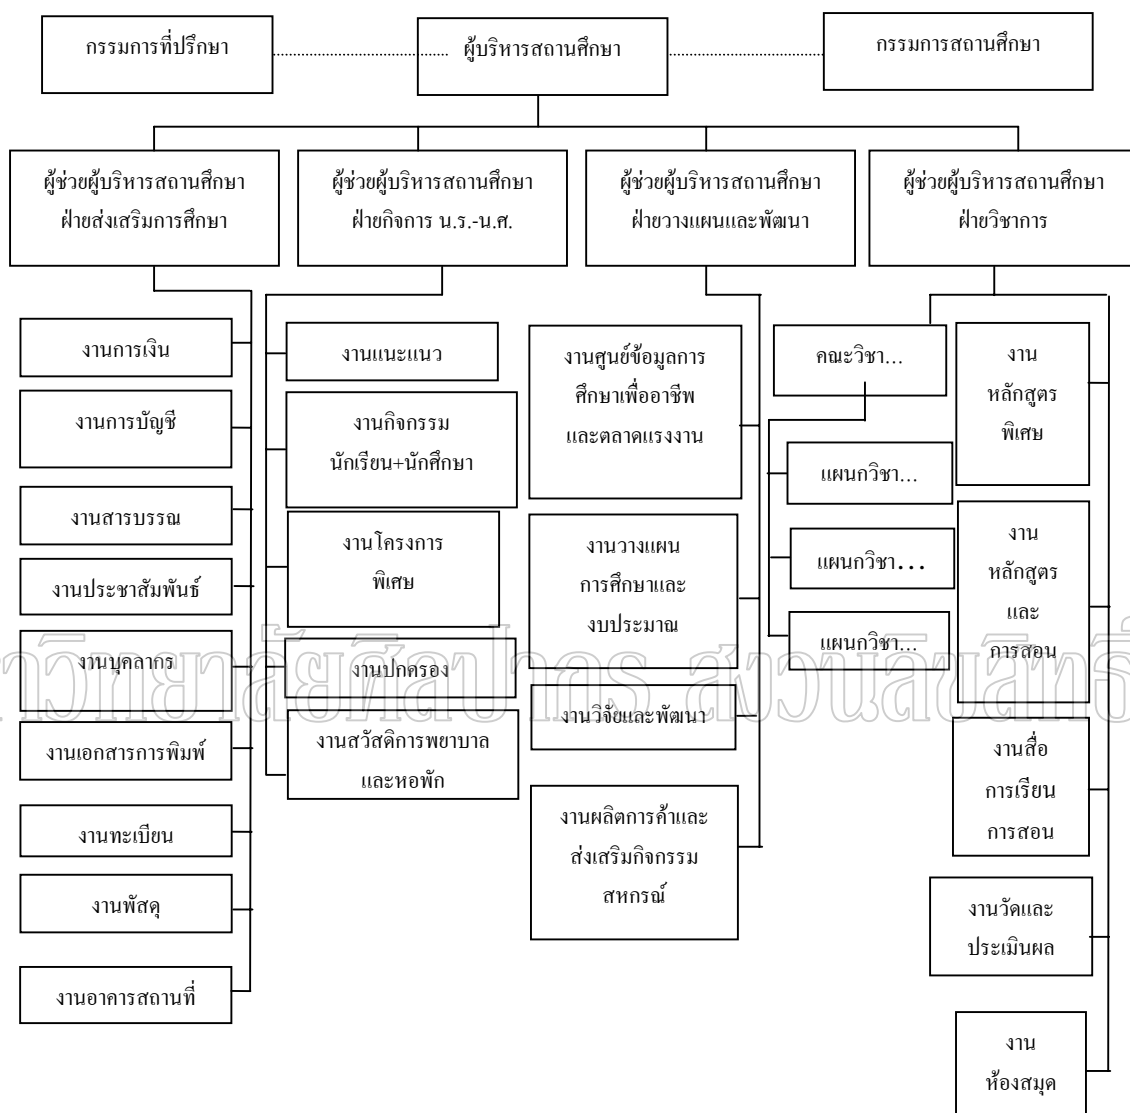 กรรมการที่ปรึกษา
ผู้บริหารสถานศึกษา
กรรมการสถานศึกษา
ผู้ช่วยผู้บริหารสถานศึกษา
ฝ่ายส่งเสริมการศึกษา
ผู้ช่วยผู้บริหารสถานศึกษา
ฝ่ายกิจการ น.ร.-น.ศ.
ผู้ช่วยผู้บริหารสถานศึกษา
ฝ่ายวางแผนและพัฒนา
ผู้ช่วยผู้บริหารสถานศึกษา
ฝ่ายวิชาการ
งานการเงิน
งานการบัญชี
งานสารบรรณ
งานประชาสัมพันธ์
งานบุคลากร
งานเอกสารการพิมพ์
งานทะเบียน
งานพัสดุ
งานอาคารสถานที่
งานแนะแนว
งานกิจกรรม
นักเรียน+นักศึกษา
งานโครงการ
พิเศษ
งานปกครอง
งานสวัสดิการพยาบาล
และหอพัก
งานศูนย์ข้อมูลการ
ศึกษาเพื่ออาชีพ
และตลาดแรงงาน
งานวางแผน
การศึกษาและ
งบประมาณ
งานวิจัยและพัฒนา
งานผลิตการค้าและ
ส่งเสริมกิจกรรม
สหกรณ์
คณะวิชา...
แผนกวิชา...
แผนกวิชา...
แผนกวิชา...
งาน
หลักสูตร
พิเศษ
งาน
หลักสูตร
และ
การสอน
งานสื่อ
การเรียน
การสอน
งานวัดและ
ประเมินผล
งาน
ห้องสมุด
าวิทยาลัยศิลปากร สงวนลิขสิทธิ์